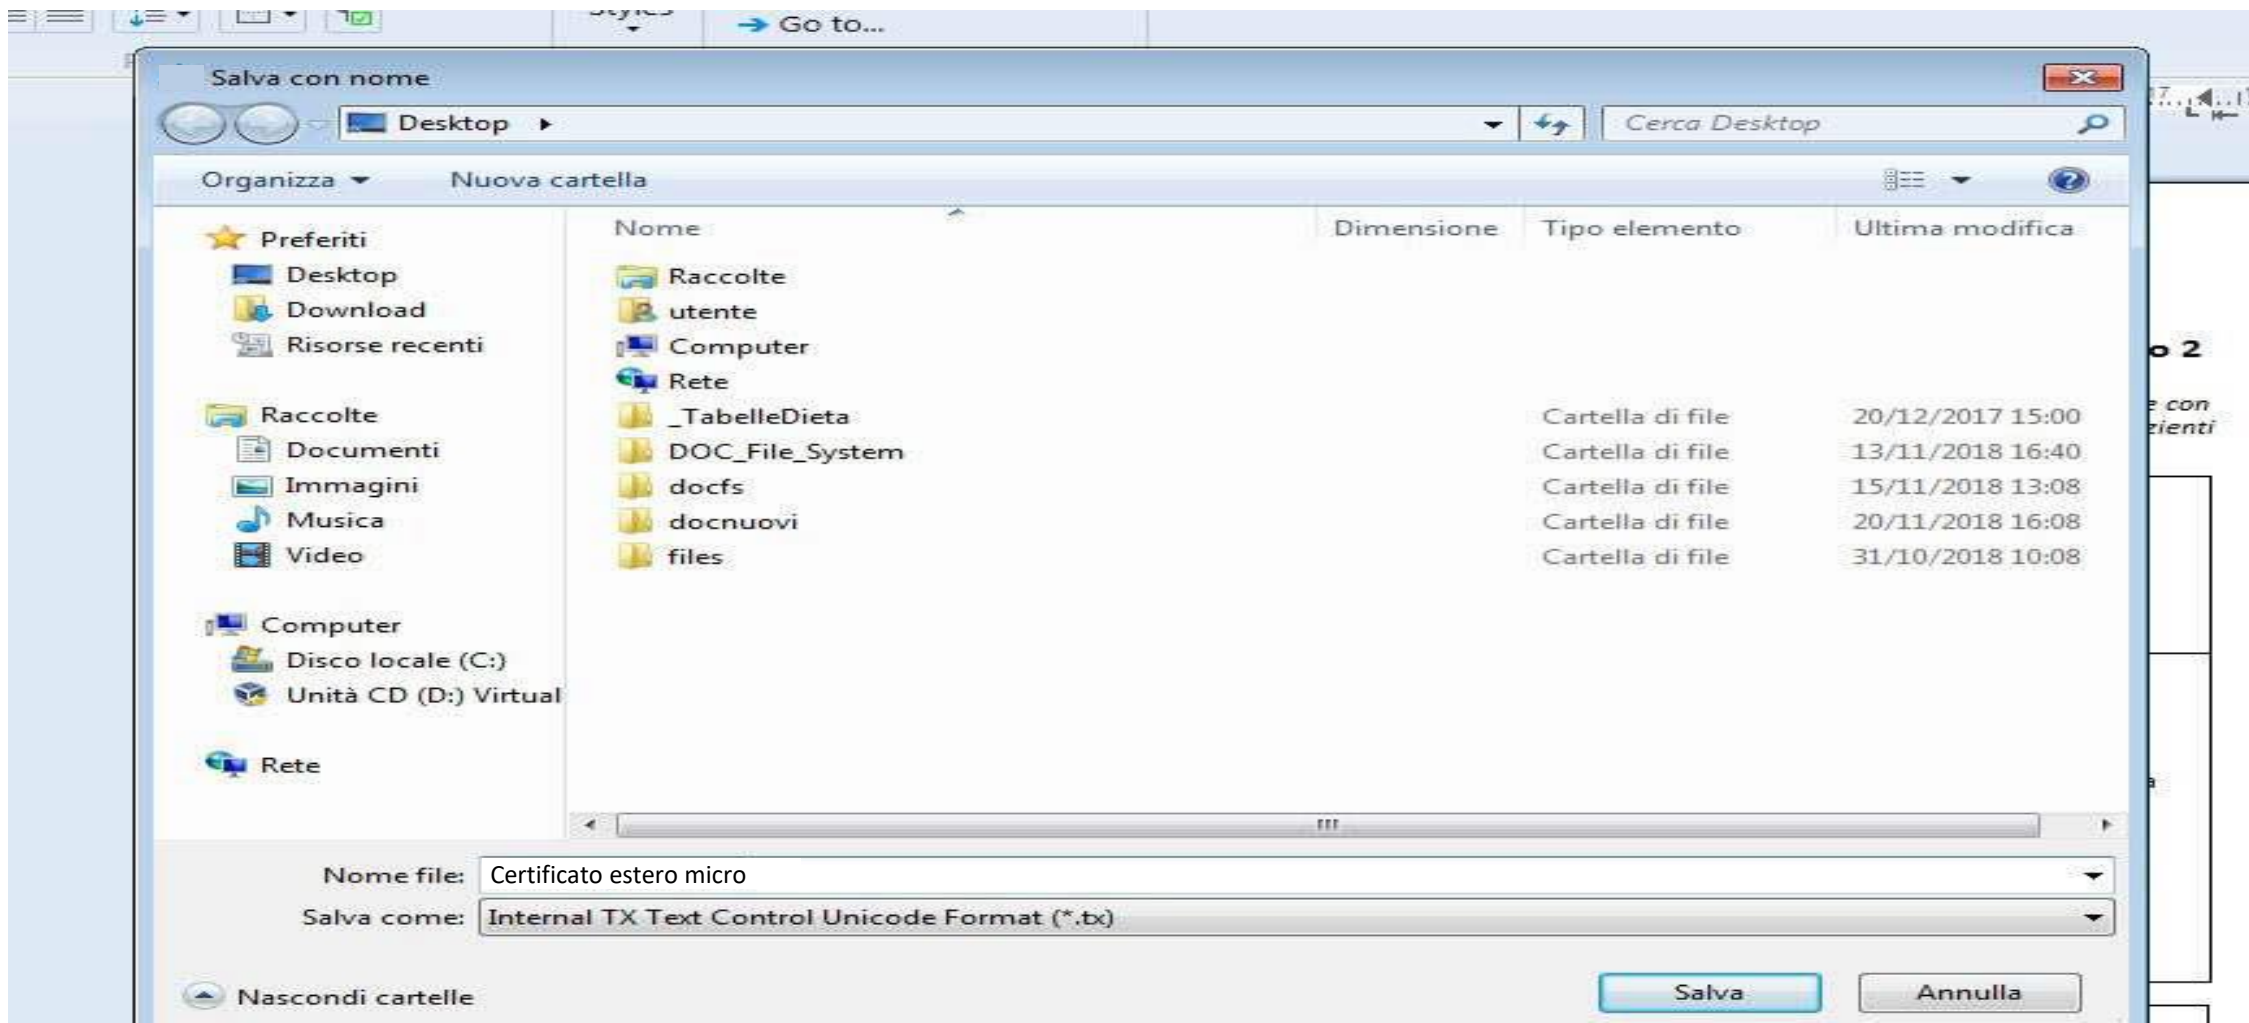 Styles
Go to...
Salva con nome
Desktop
Cerca Desktop
Organizza
Nuova cartella
Preferiti
Desktop
Download
Risorse recenti
Raccolte
Documenti
Immagini
Musica
Video
Computer
Disco locale (C:)
Unità CD (D:) Virtual
Rete
Nome Dimensione Tipo elemento Ultima modifica
Raccolte
utente
Computer
Rete
_TabelleDieta Cartella di file 20/12/2017 15:00
DOC_File_System Cartella di file 13/11/2018 16:40
docfs Cartella di file 15/11/2018 13:08
docnuovi Cartella di file 20/11/2018 16:08
files Cartella di file 31/10/2018 10:08
Nome file: Certificato estero micro
Salva come: Internal TX Text Control Unicode Format (*.tx)
Nascondi cartelle
Salva
Annulla
o 2
e con
zienti